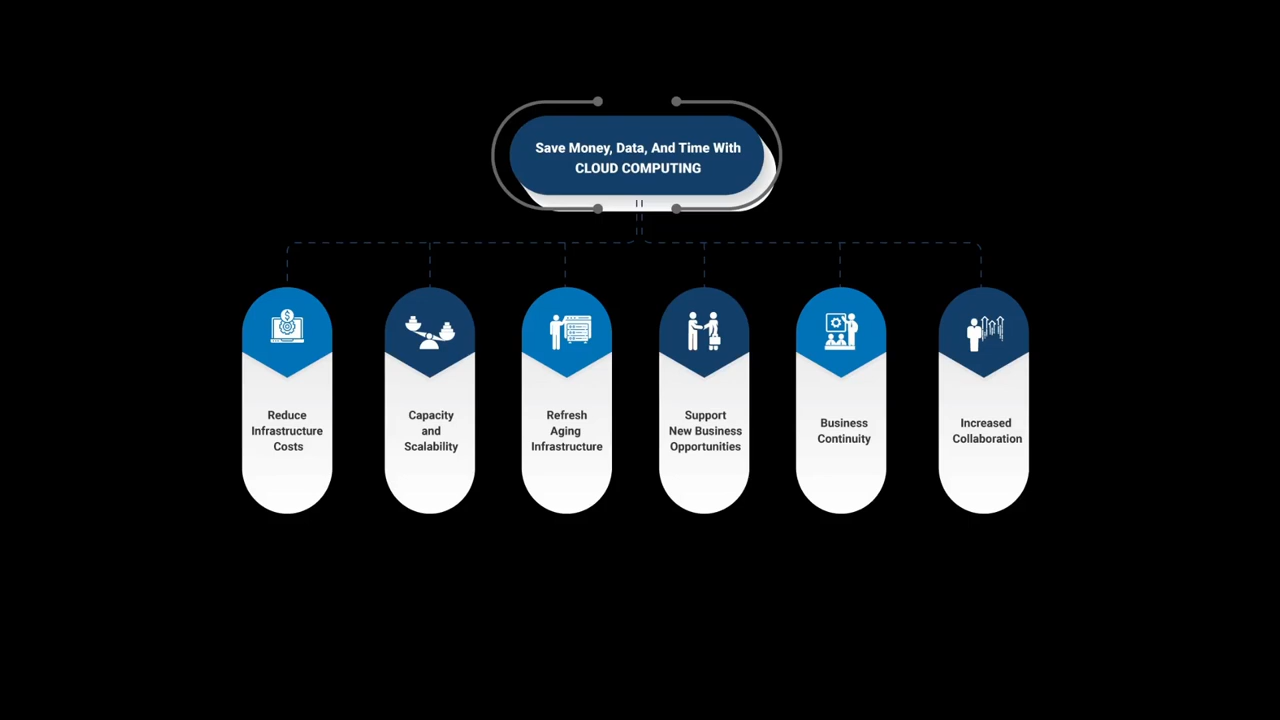 Save Money, Data, And Time With
CLOUD COMPUTING
Reduce
Infrastructure
Costs
Capacity
and
Scalability
Refresh
Aging
Infrastructure
Support
New Business
Opportunities
Business
Continuity
Increased
Collaboration